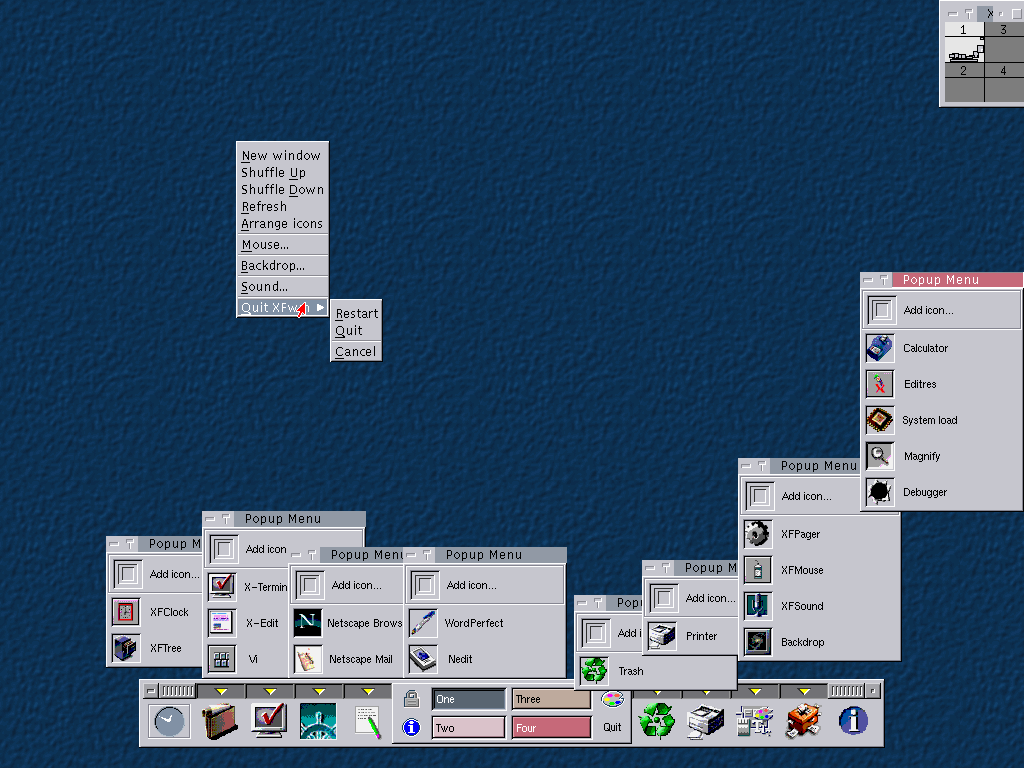 X
1 3
2 4
New window
Shuffle Up
Shuffle Down
Refresh
Arrange icons
Mouse...
Backdrop...
Sound...
Quit
Restart
Quit
Cancel
Popup Menu
Add icon...
Calculator
Editres
System load
Magnify
Debugger
Popup Menu
Add icon...
XFPager
XFMouse
XFSound
Backdrop
Popup M
Add icon...
XFClock
XFTree
Popup Menu
Add icon
X-Termin
X-Edit
Vi
Popup Menu
Add icon...
Netscape Brows
Netscape Mail
Popup Menu
Add icon...
WordPerfect
Nedit
Popu
Add i
Trash
Popup M
Add icon...
Printer
One
Three
Two
Four
Quit